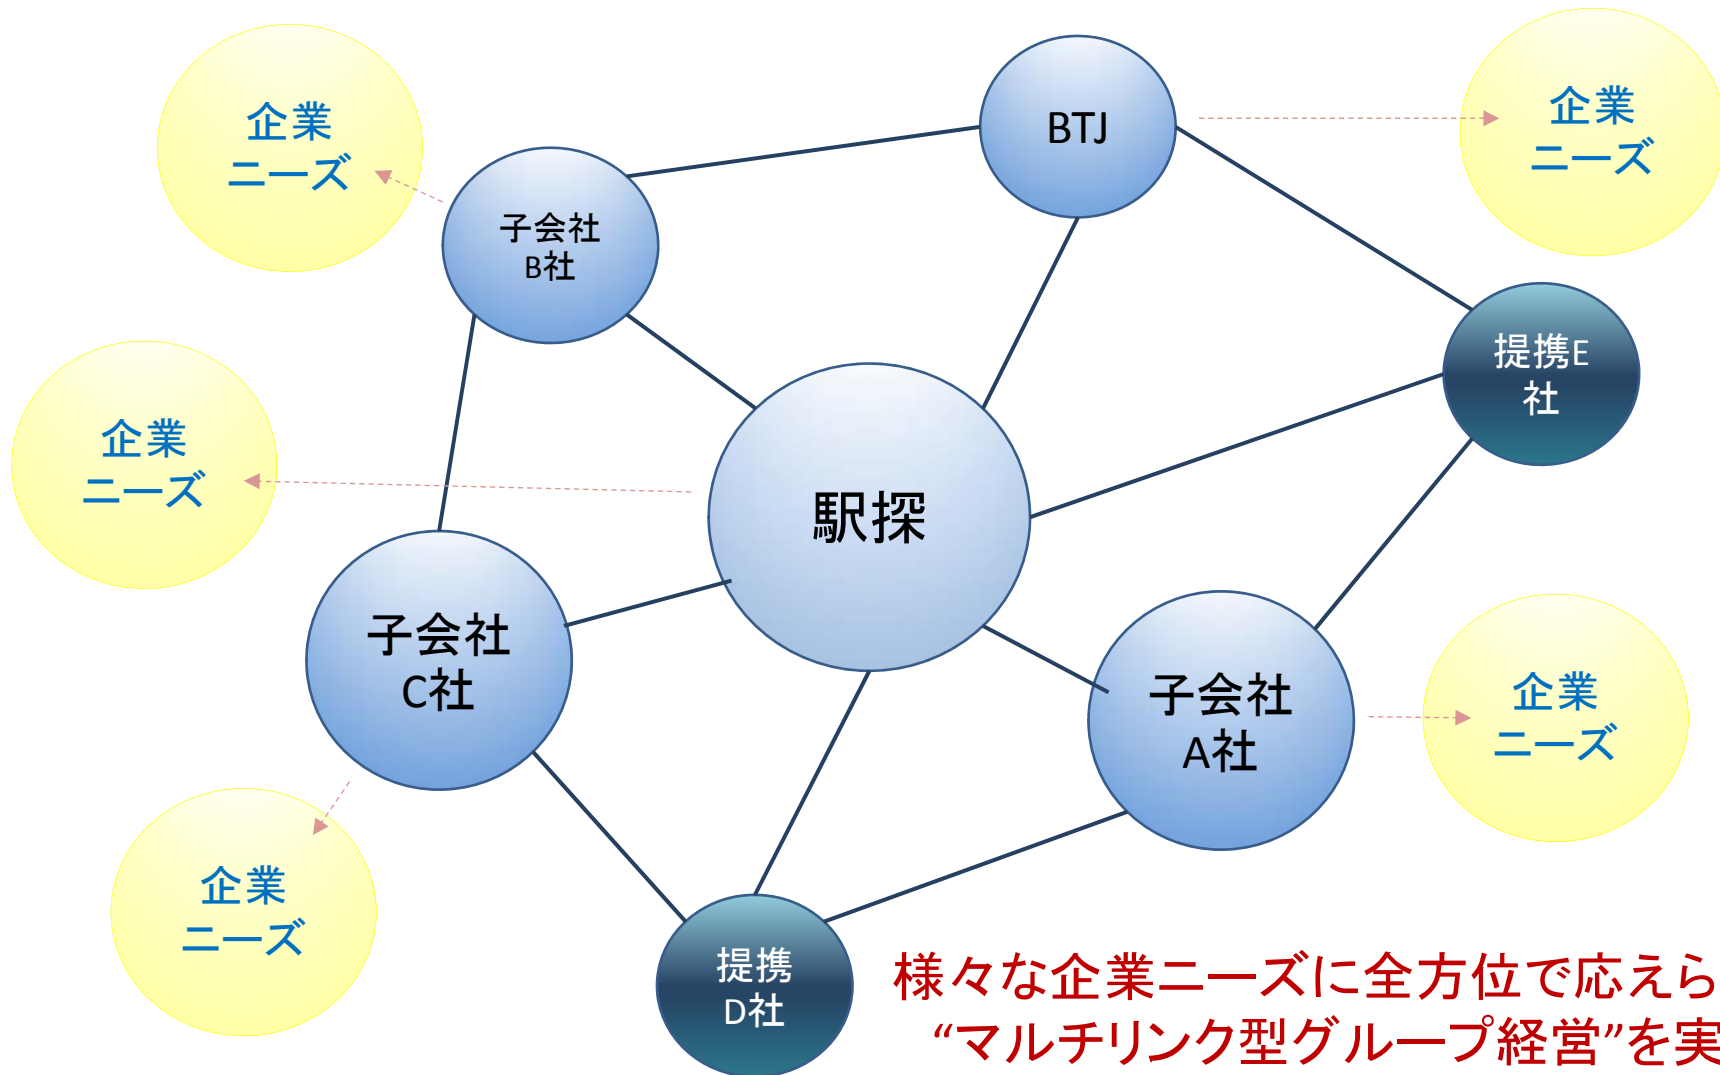 企業
ニーズ
BTJ
企業
ニーズ
子会社
B社
提携E
社
企業
ニーズ
駅探
子会社
C社
子会社
A社
企業
ニーズ
企業
ニーズ
提携
D社
様々な企業ニーズに全方位で応えら
“マルチリンク型グループ経営”を実